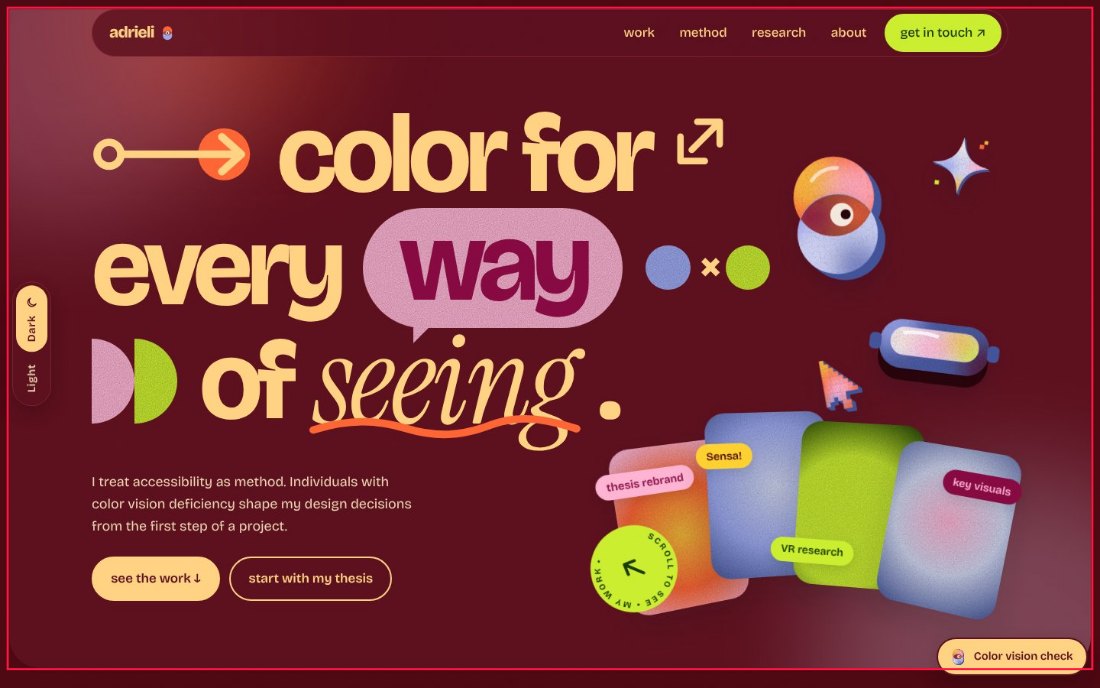 adrieli
work method research about get in touch ↗
color for
every way
of seeing.
Dark
Light
I treat accessibility as method. Individuals with
color vision deficiency shape my design decisions
from the first step of a project.
see the work ↓ start with my thesis
thesis rebrand
Sensa!
VR research
key visuals
SCROLL TO SEE • MY WORK •
Color vision check